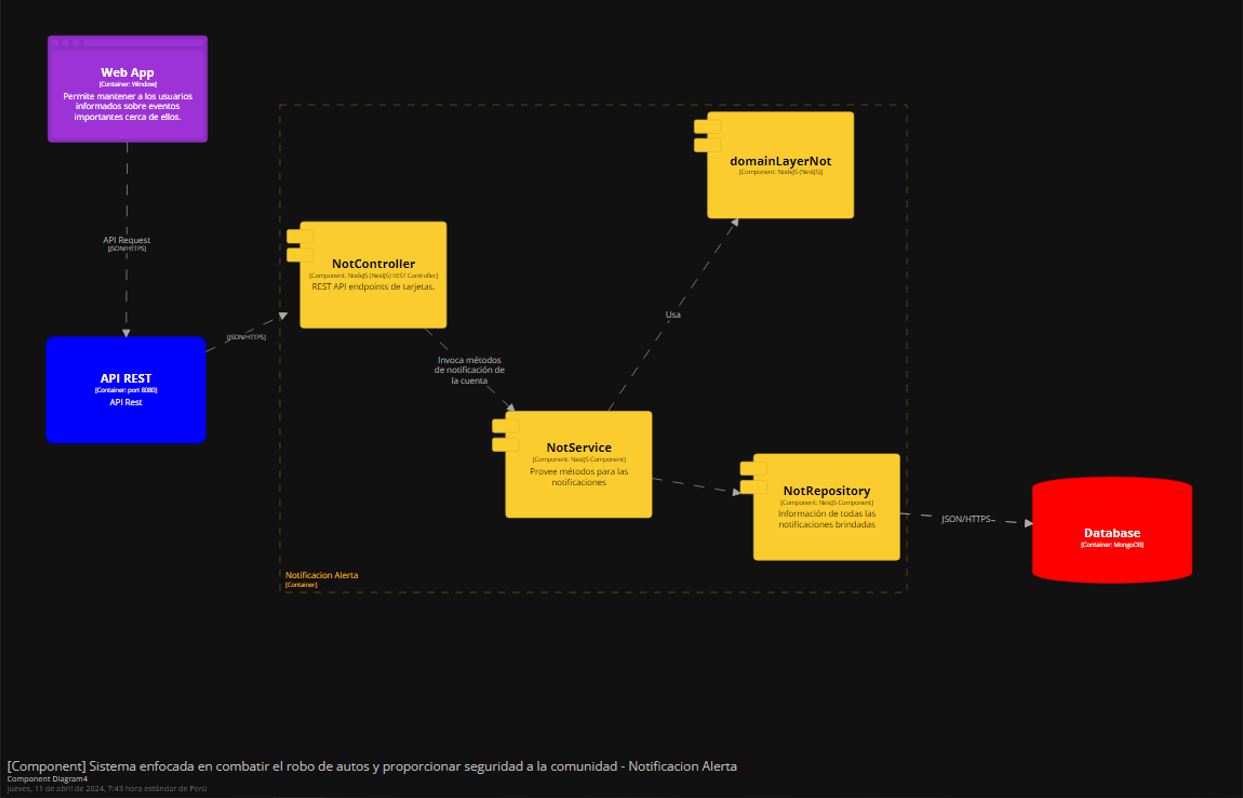 Web App
[Container: Window]
Permite mantener a los usuarios
informados sobre eventos
importantes cerca de ellos.
API Request
[JSON/HTTPS]
API REST
[Container: port 8080]
API Rest
[JSON/HTTPS]
NotController
[Component: NodeJS (NestJS) REST Controller]
REST API endpoints de tarjetas.
Invoca métodos
de notificación de
la cuenta
domainLayerNot
[Component: NodeJS (NestJS)]
Usa
NotService
[Component: NestJS Component]
Provee métodos para las
notificaciones
NotRepository
[Component: NestJS Component]
Información de todas las
notificaciones brindadas
JSON/HTTPS
Database
[Container: MongoDB]
Notificacion Alerta
[Container]
[Component] Sistema enfocada en combatir el robo de autos y proporcionar seguridad a la comunidad - Notificacion Alerta
Component Diagram4
jueves, 11 de abril de 2024, 7:43 hora estándar de Perú